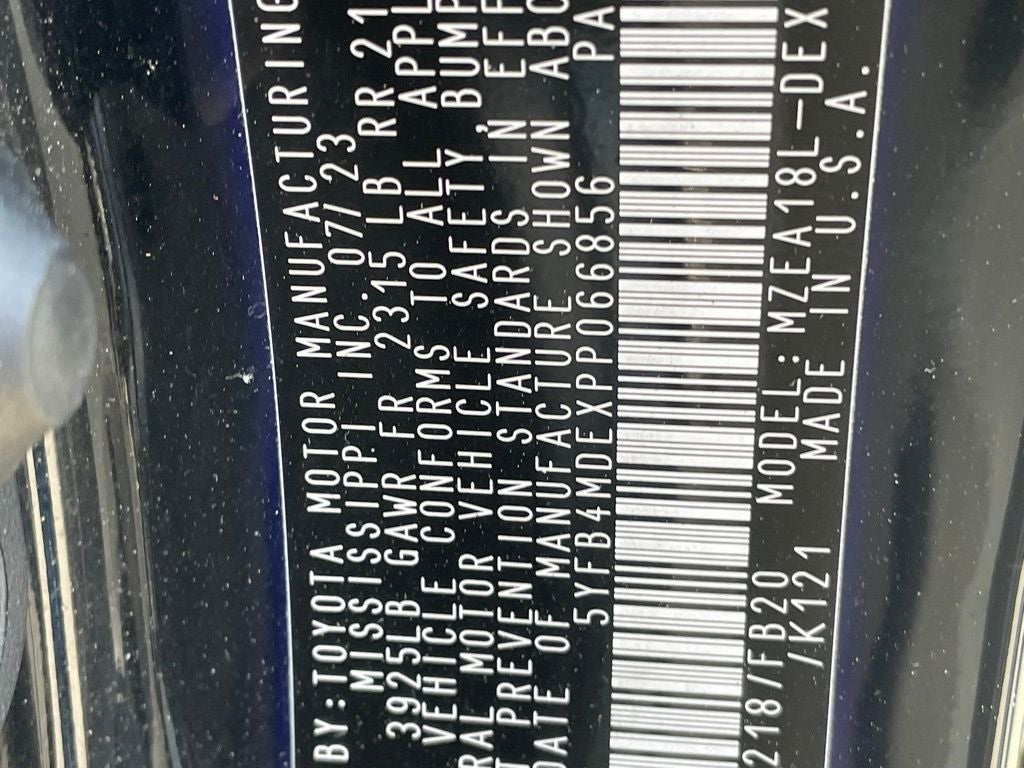 BY:TOYOTA MOTOR MANUFACTURING
MISSISSIPPI INC. 07/23
3925LB GAWR FR 2315 LB RR 21
VEHICLE CONFORMS TO ALL APPL
RAL MOTOR VEHICLE SAFETY, BUMP
T PREVENTION STANDARDS IN EFF
DATE OF MANUFACTURE SHOWN ABO
5YFB4MDEXPP066856 PA
218/FB20 MODEL:MZEA18L-DEX
/K121 MADE IN U.S.A.